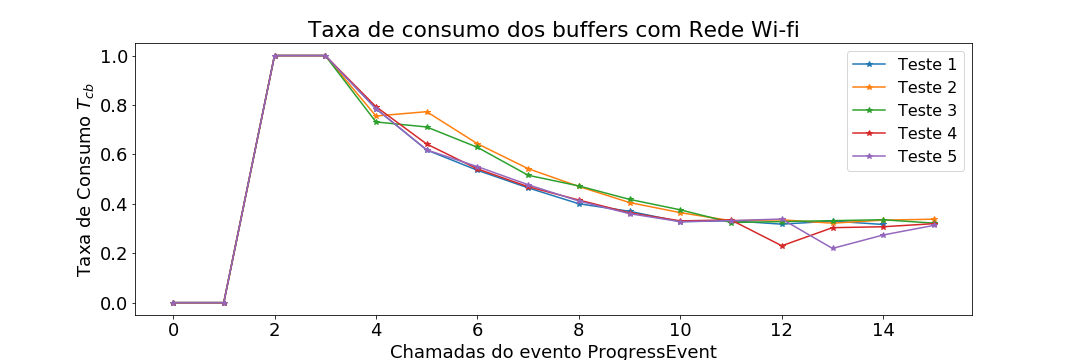 Taxa de consumo dos buffers com Rede Wi-fi
Taxa de Consumo T_cb
1.0
0.8
0.6
0.4
0.2
0.0
Teste 1
Teste 2
Teste 3
Teste 4
Teste 5
0 2 4 6 8 10 12 14
Chamadas do evento ProgressEvent